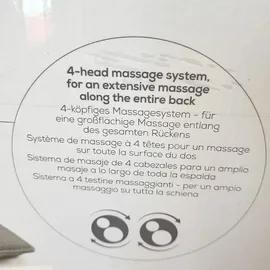 4-head massage system,
for an extensive massage
along the entire back
4-köpfiges Massagesystem - für
eine großflächige Massage entlang
des gesamten Rückens
Système de massage à 4 têtes pour un massage
sur toute la surface du dos
Sistema de masaje de 4 cabezales para un amplio
masaje a lo largo de toda la espalda
Sistema a 4 testine massaggianti - per un ampio
massaggio su tutta la schiena